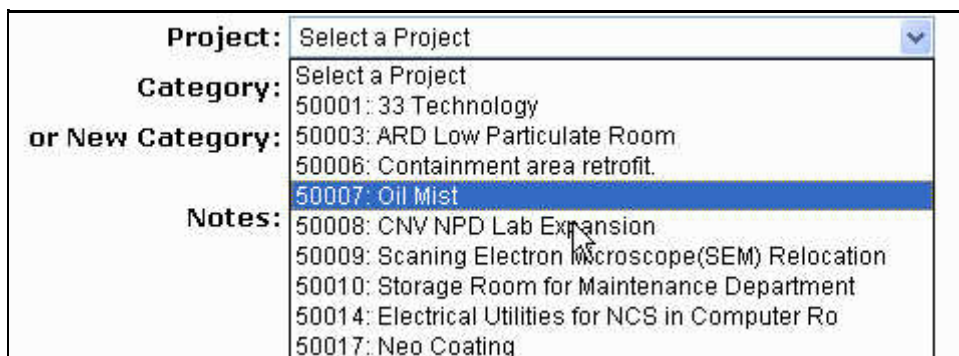 Project: Select a Project
Select a Project
Category:
50001: 33 Technology
or New Category: 50003: ARD Low Particulate Room
50006: Containment area retrofit.
50007: Oil Mist
Notes: 50008: CNV NPD Lab Expansion
50009: Scaning Electron Microscope(SEM) Relocation
50010: Storage Room for Maintenance Department
50014: Electrical Utilities for NCS in Computer Ro
50017: Neo Coating